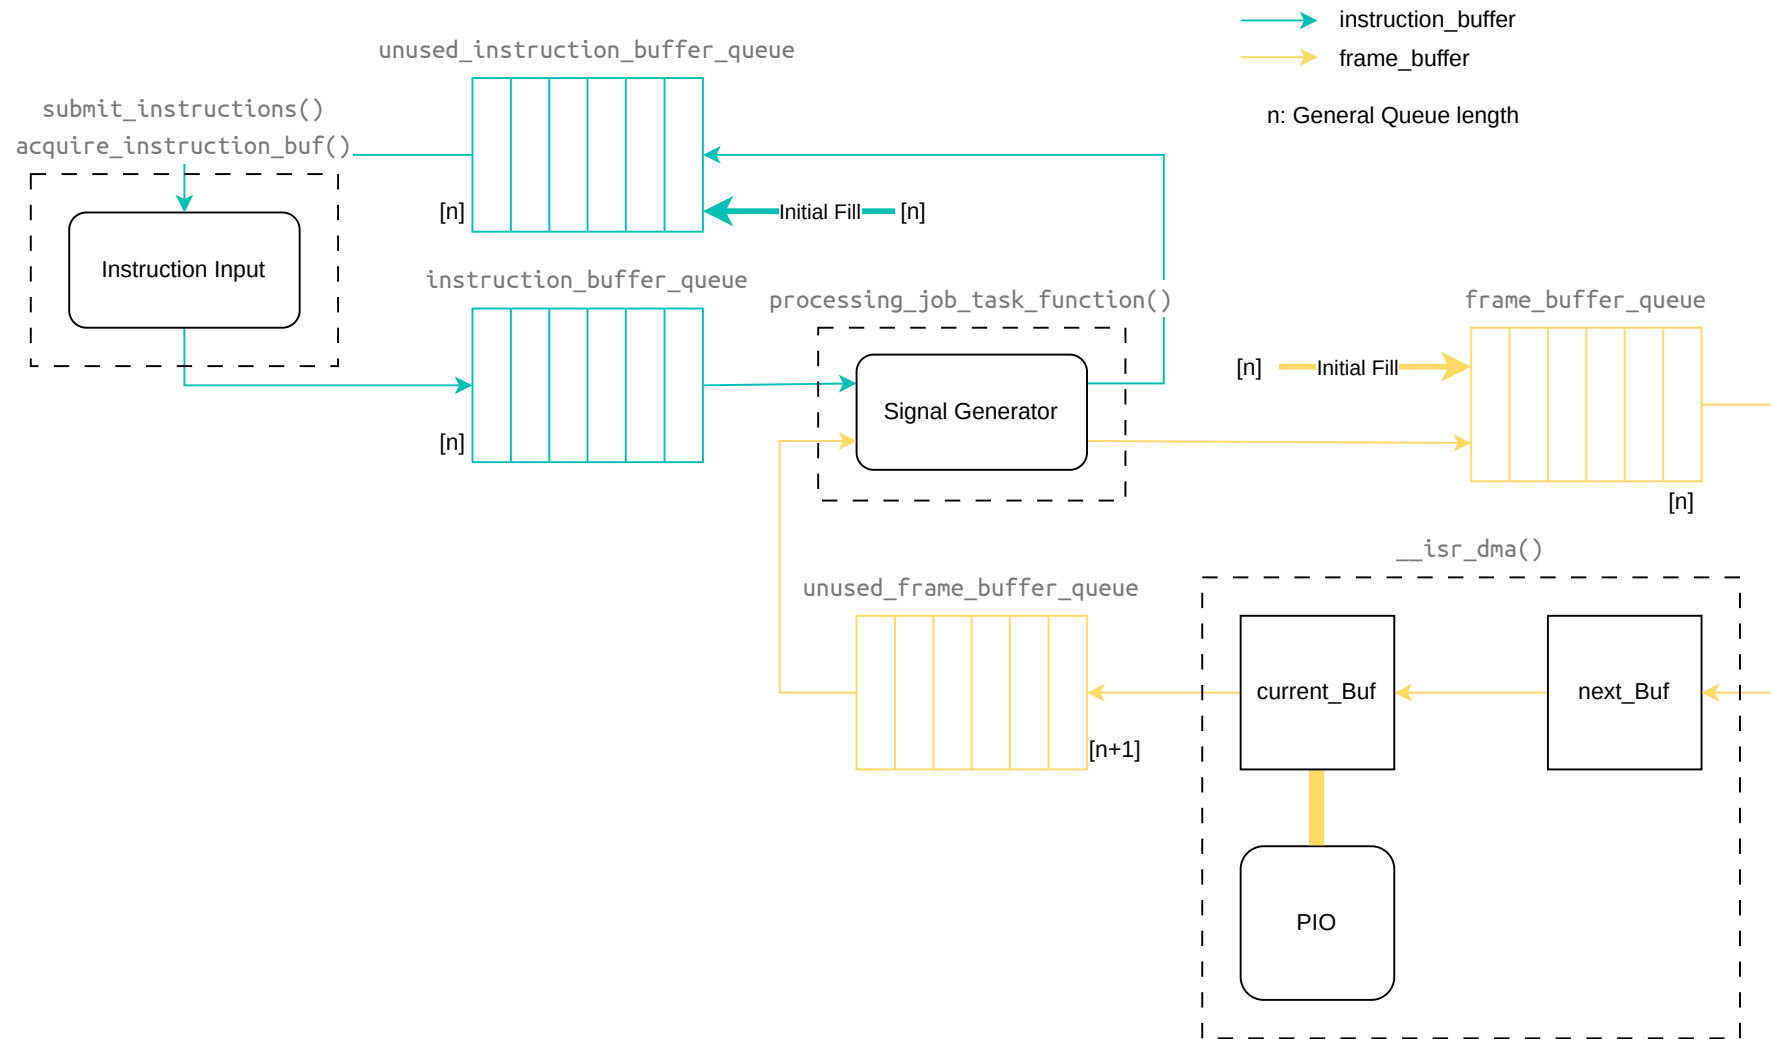 instruction_buffer
frame_buffer
n: General Queue length
unused_instruction_buffer_queue
submit_instructions()
acquire_instruction_buf()
[n]
Initial Fill
[n]
Instruction Input
instruction_buffer_queue
[n]
processing_job_task_function()
Signal Generator
frame_buffer_queue
[n]
Initial Fill
[n]
__isr_dma()
unused_frame_buffer_queue
[n+1]
current_Buf
next_Buf
PIO